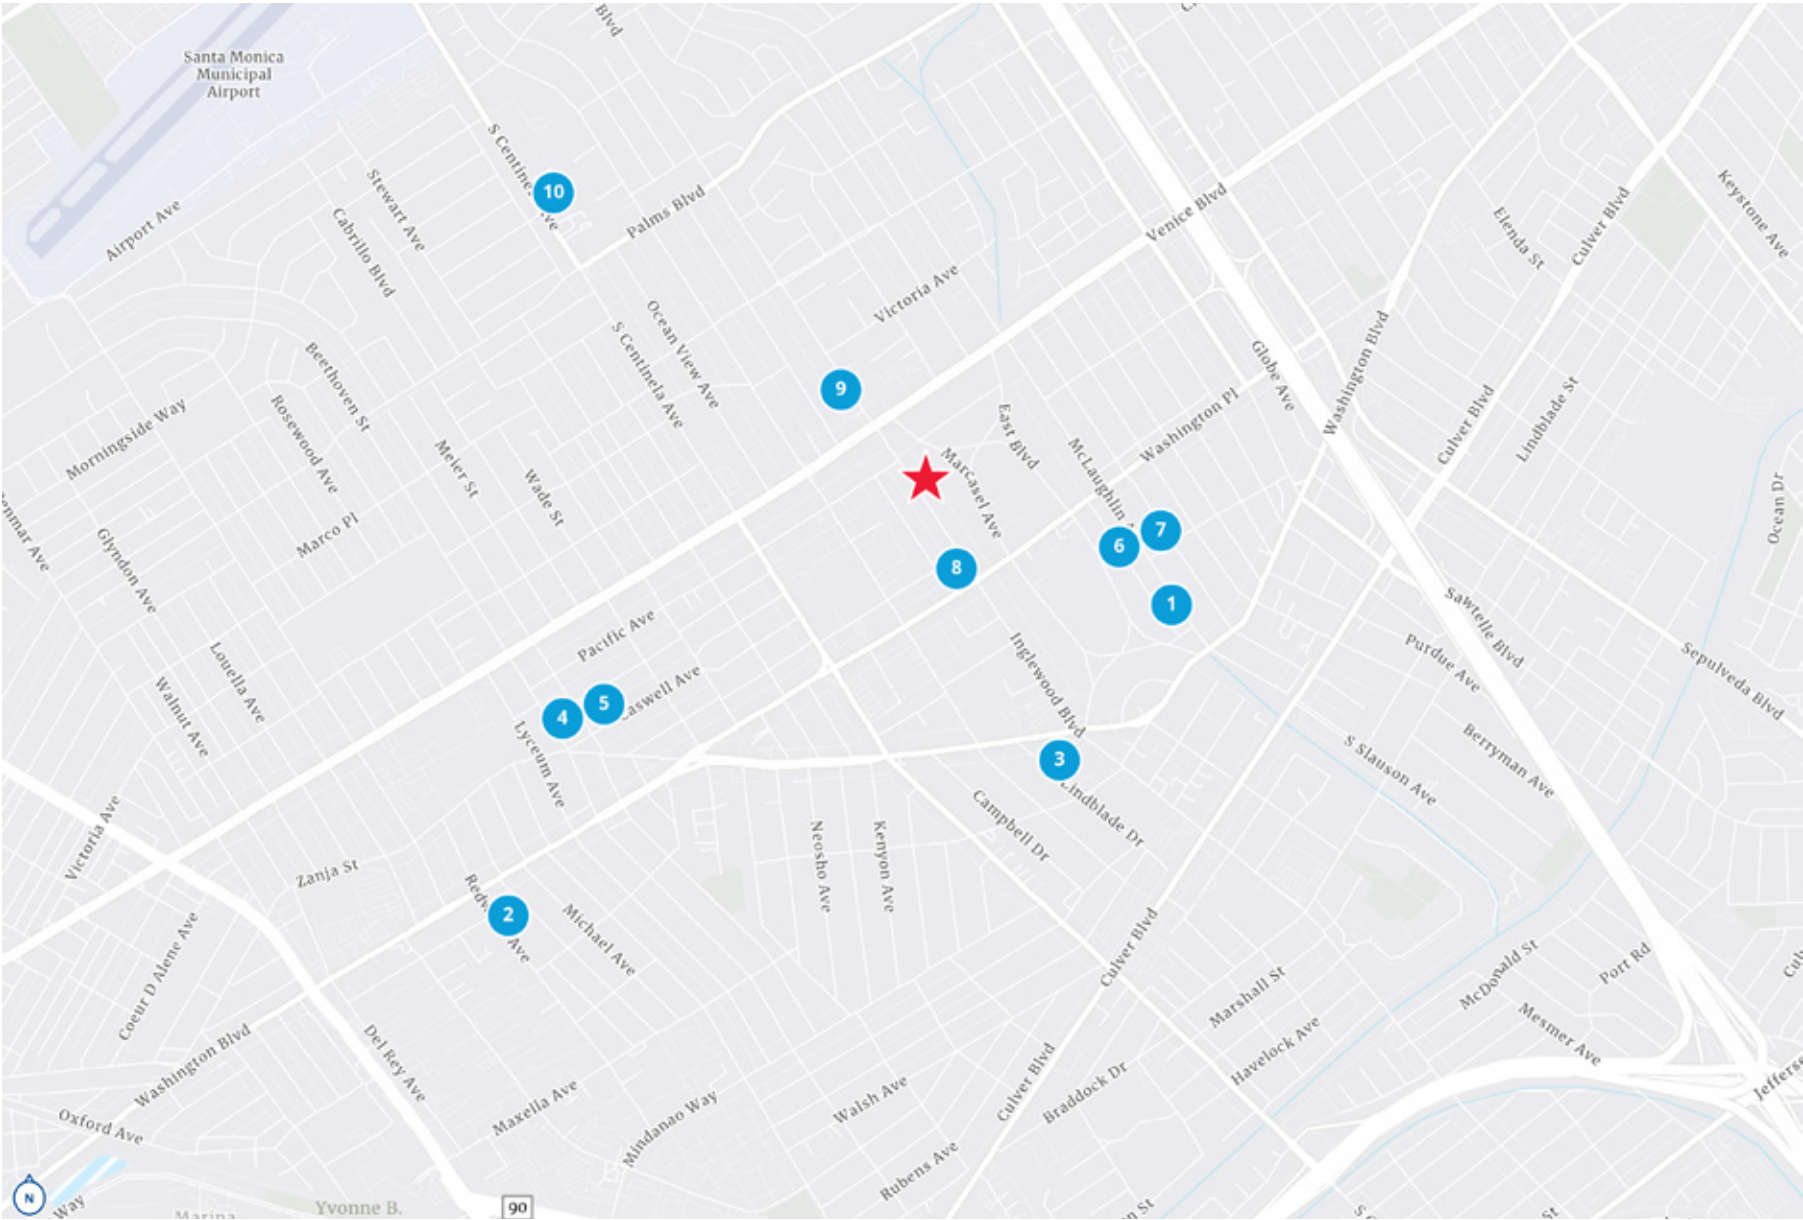 Blvd
Santa Monica
Municipal
Airport
10
Stewart Ave
Cabrillo Blvd
Airport Ave
Palms Blvd
Venice Blvd
Elenda St
Culver Blvd
Keystone Ave
Victoria Ave
Ocean View Ave
S Centinela Ave
9
Globe Ave
Washington Blvd
Beethoven St
Rosewood Ave
Morningside Way
Meier St
Wade St
East Blvd
Marcasel Ave
McLaughlin
Washington Pl
Culver Blvd
Lindblade St
Ocean Dr
Marco Pl
Glyndon Ave
7
6
8
1
Sawtelle Blvd
Purdue Ave
Sepulveda Blvd
Pacific Ave
Louella Ave
Walnut Ave
Inglewood Blvd
4
5
Lyceum Ave
3
Lindblade Dr
Campbell Dr
S Slauson Ave
Berryman Ave
Victoria Ave
Zanja St
Neosho Ave
Kenyon Ave
2
Ave
Michael Ave
Coeur D Alene Ave
Culver Blvd
Marshall St
McDonald St
Port Rd
Mesmer Ave
Havelock Ave
Washington Blvd
Del Rey Ave
Maxella Ave
Mindanao Way
Walsh Ave
Culver Blvd
Braddock Dr
Oxford Ave
Rubens Ave
N
Way
Marina
Yvonne B.
90
St
St